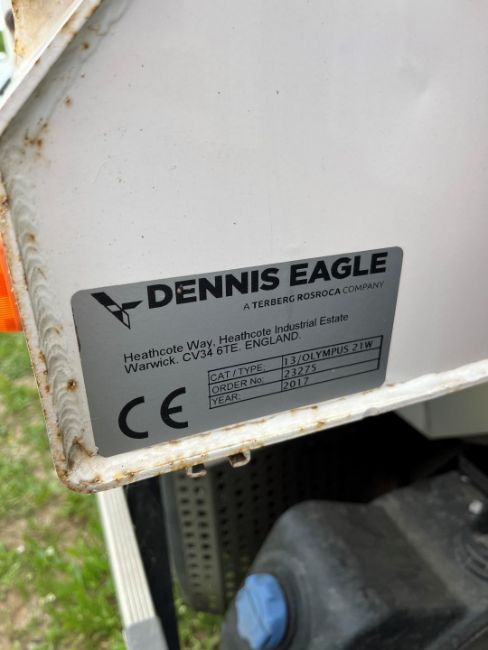 DENNIS EAGLE
A TERBERG ROSROCA COMPANY
Heathcote Way, Heathcote Industrial Estate
Warwick. CV34 6TE. ENGLAND.
CAT/TYPE: 13/OLYMPUS 21W
ORDER No: 23275
YEAR: 2017
CE